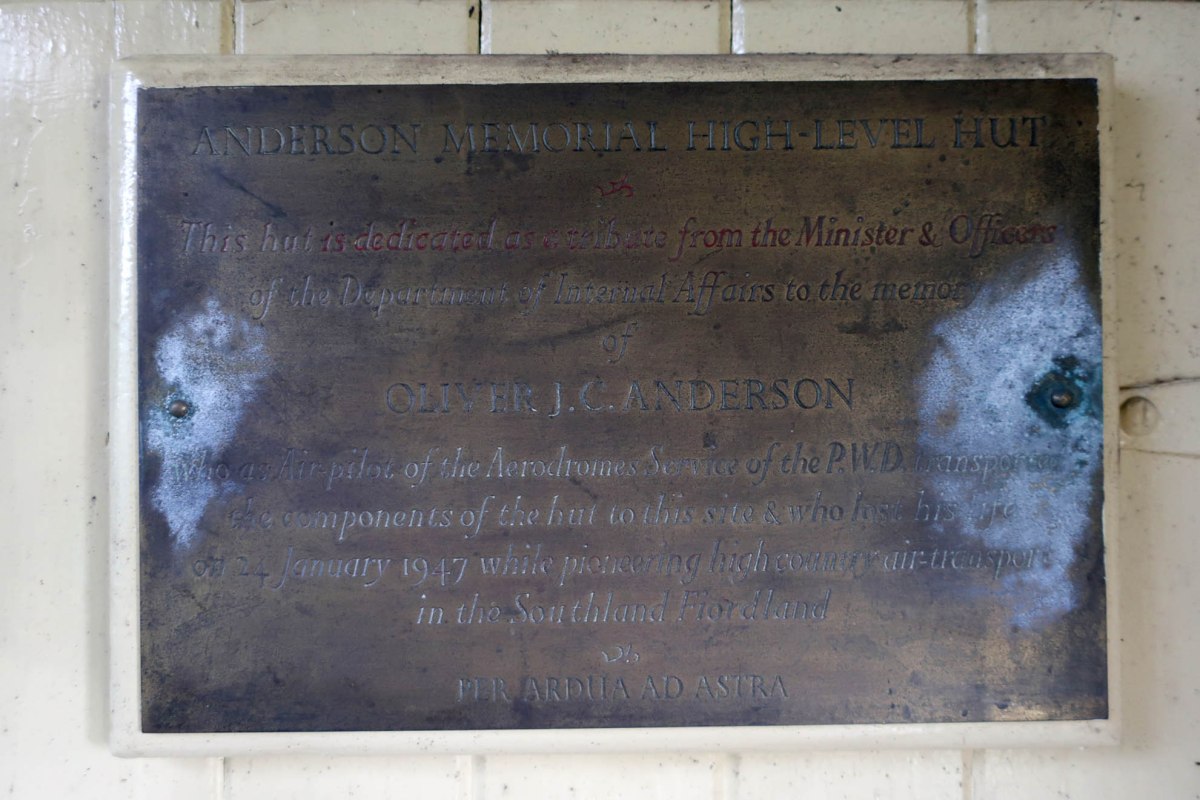 ANDERSON MEMORIAL HIGH-LEVEL HUT
This hut is dedicated as a tribute from the Minister & Officers
of the Department of Internal Affairs to the memory
of
OLIVER J.C. ANDERSON
who as Air-pilot of the Aerodromes Service of the P.W.D. transported
the components of the hut to this site & who lost his life
on 24 January 1947 while pioneering high country air-transport
in the Southland Fiordland
PER ARDUA AD ASTRA